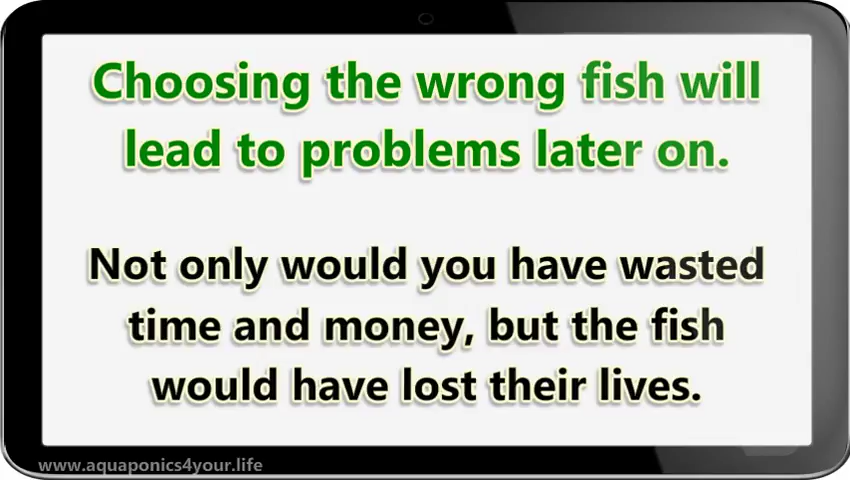 Choosing the wrong fish will
lead to problems later on.
Not only would you have wasted
time and money, but the fish
would have lost their lives.
www.aquaponics4your.life